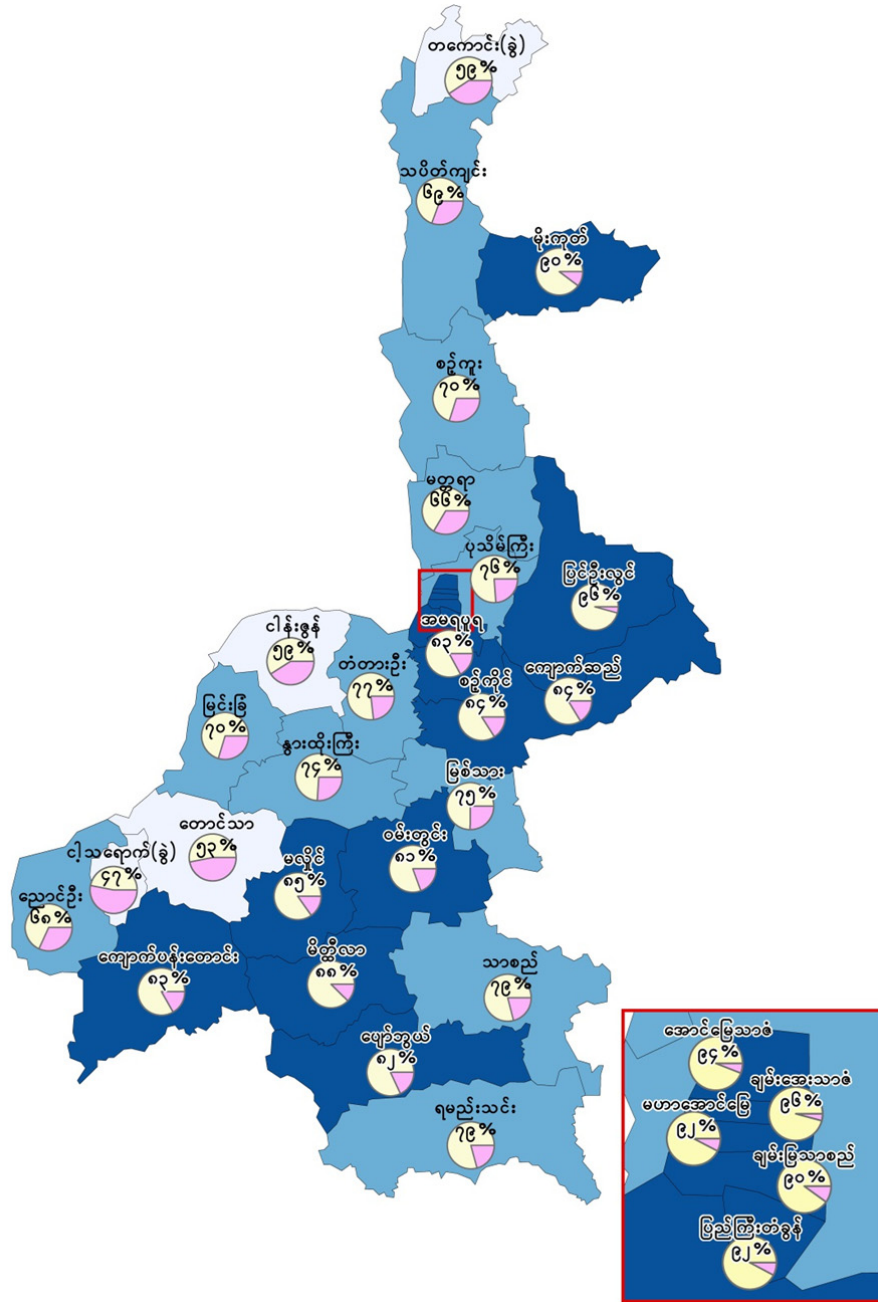 တကောင်း(ခွဲ)
၅၉%
သပိတ်ကျင်း
၆၉%
မိုးကုတ်
၉၀%
စဉ့်ကူး
၇၀%
မတ္တရာ
၆၆%
ပုသိမ်ကြီး
၇၆%
ပြင်ဦးလွင်
၉၆%
အမရပူရ
၈၃%
ငါန်းဇွန်
၅၉%
တံတားဦး
၇၇%
စဉ့်ကိုင်
၈၄%
ကျောက်ဆည်
၈၄%
မြင်းခြံ
၇၀%
နွားထိုးကြီး
၇၄%
မြစ်သား
၇၅%
တောင်သာ
၅၃%
ငါ့သရောက်(ခွဲ)
၄၇%
မလှိုင်
၈၅%
ဝမ်းတွင်း
၈၁%
ညောင်ဦး
၆၈%
ကျောက်ပန်းတောင်း
၈၃%
မိတ္ထီလာ
၈၈%
သာစည်
၇၉%
ပျော်ဘွယ်
၈၂%
ရမည်းသင်း
၇၉%
အောင်မြေသာဇံ
၉၄%
ချမ်းအေးသာဇံ
၉၆%
မဟာအောင်မြေ
၉၂%
ချမ်းမြသာစည်
၉၀%
ပြည်ကြီးတံခွန်
၉၂%